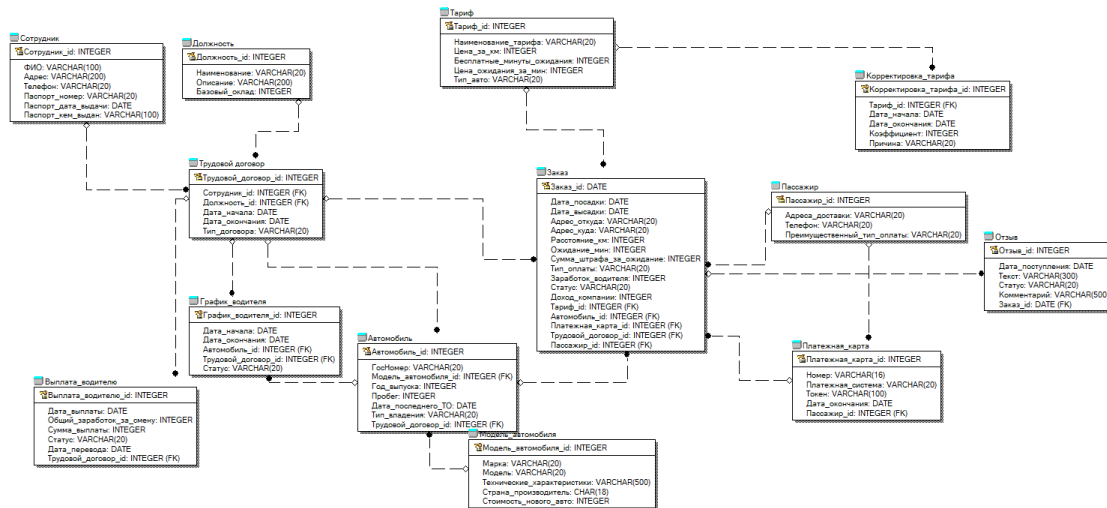 Сотрудник
Сотрудник_id: INTEGER
ФИО: VARCHAR(100)
Адрес: VARCHAR(200)
Телефон: VARCHAR(20)
Паспорт_номер: VARCHAR(20)
Паспорт_дата_выдачи: DATE
Паспорт_кем_выдан: VARCHAR(100)
Должность
Должность_id: INTEGER
Наименование: VARCHAR(20)
Описание: VARCHAR(200)
Базовый_оклад: INTEGER
Тариф
Тариф_id: INTEGER
Наименование_тарифа: VARCHAR(20)
Цена_за_км: INTEGER
Бесплатные_минуты_ожидания: INTEGER
Цена_ожидания_за_мин: INTEGER
Тип_авто: VARCHAR(20)
Корректировка_тарифа
Корректировка_тарифа_id: INTEGER
Тариф_id: INTEGER (FK)
Дата_начала: DATE
Дата_окончания: DATE
Коэффициент: INTEGER
Причина: VARCHAR(20)
Трудовой договор
Трудовой_договор_id: INTEGER
Сотрудник_id: INTEGER (FK)
Должность_id: INTEGER (FK)
Дата_начала: DATE
Дата_окончания: DATE
Тип_договора: VARCHAR(20)
Заказ
Заказ_id: DATE
Дата_посадки: DATE
Дата_высадки: DATE
Адрес_откуда: VARCHAR(20)
Адрес_куда: VARCHAR(20)
Расстояние_км: INTEGER
Ожидание_мин: INTEGER
Сумма_штрафа_за_ожидание: INTEGER
Тип_оплаты: VARCHAR(20)
Заработок_водителя: INTEGER
Статус: VARCHAR(20)
Доход_компании: INTEGER
Тариф_id: INTEGER (FK)
Автомобиль_id: INTEGER (FK)
Платежная_карта_id: INTEGER (FK)
Трудовой_договор_id: INTEGER (FK)
Пассажир_id: INTEGER (FK)
Пассажир
Пассажир_id: INTEGER
Адреса_доставки: VARCHAR(20)
Телефон: VARCHAR(20)
Преимущественный_тип_оплаты: VARCHAR(20)
Отзыв
Отзыв_id: INTEGER
Дата_поступления: DATE
Текст: VARCHAR(300)
Статус: VARCHAR(20)
Комментарий: VARCHAR(500)
Заказ_id: DATE (FK)
График_водителя
График_водителя_id: INTEGER
Дата_начала: DATE
Дата_окончания: DATE
Автомобиль_id: INTEGER (FK)
Трудовой_договор_id: INTEGER (FK)
Статус: VARCHAR(20)
Автомобиль
Автомобиль_id: INTEGER
ГосНомер: VARCHAR(20)
Модель_автомобиля_id: INTEGER (FK)
Год_выпуска: INTEGER
Пробег: INTEGER
Дата_последнего_ТО: DATE
Тип_владения: VARCHAR(20)
Трудовой_договор_id: INTEGER (FK)
Платежная_карта
Платежная_карта_id: INTEGER
Номер: VARCHAR(16)
Платежная_система: VARCHAR(20)
Токен: VARCHAR(100)
Дата_окончания: DATE
Пассажир_id: INTEGER (FK)
Выплата_водителю
Выплата_водителю_id: INTEGER
Дата_выплаты: DATE
Общий_заработок_за_смену: INTEGER
Сумма_выплаты: INTEGER
Статус: VARCHAR(20)
Дата_перевода: DATE
Трудовой_договор_id: INTEGER (FK)
Модель_автомобиля
Модель_автомобиля_id: INTEGER
Марка: VARCHAR(20)
Модель: VARCHAR(20)
Технические_характеристики: VARCHAR(500)
Страна_производитель: CHAR(18)
Стоимость_нового_авто: INTEGER